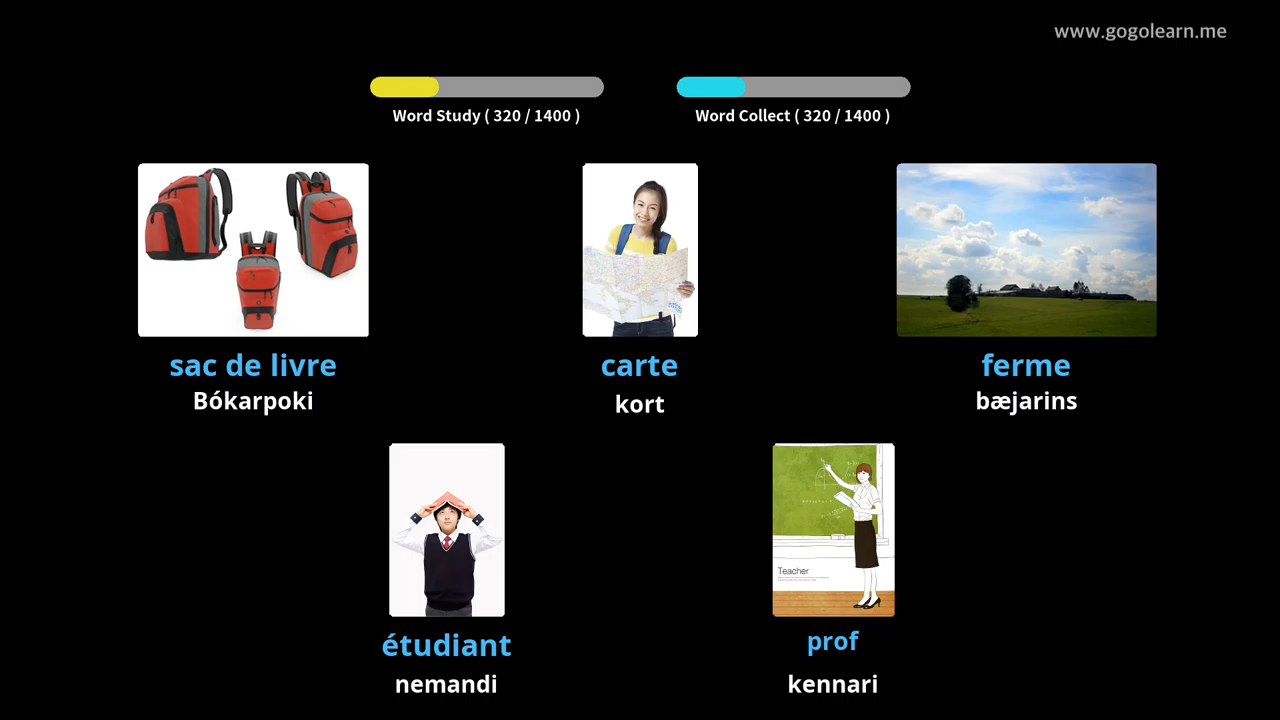 www.gogolearn.me
Word Study ( 320 / 1400 )
Word Collect ( 320 / 1400 )
sac de livre
Bókarpoki
carte
kort
ferme
bæjarins
Teacher
étudiant
nemandi
prof
kennari